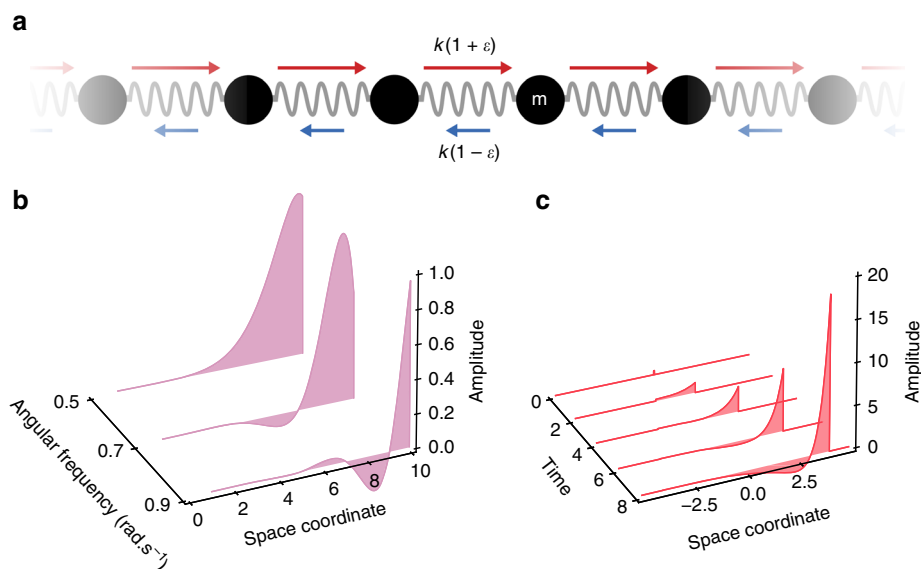 a
k(1 + ε)
m
k(1 − ε)
b
c
1.0
0.8
0.6
0.4
0.2
0.0
Amplitude
0.5
0.7
0.9
Angular frequency (rad.s⁻¹)
0
2
4
6
8
10
Space coordinate
20
15
10
5
0
Amplitude
0
2
4
6
8
Time
−2.5
0.0
2.5
Space coordinate